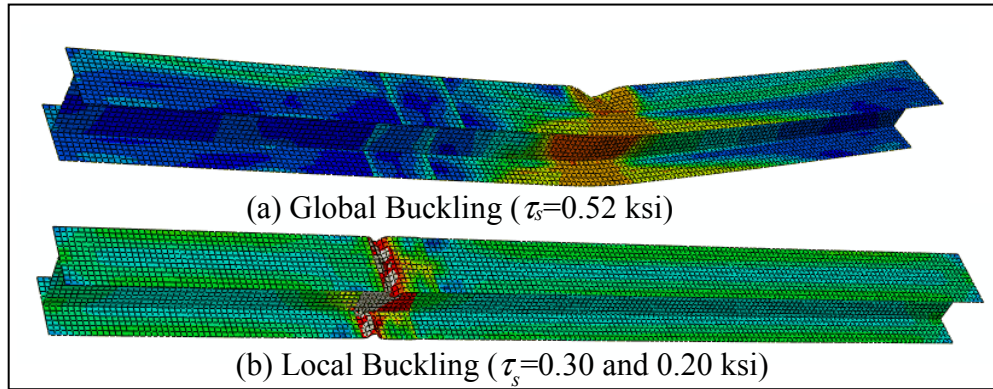 (a) Global Buckling (τs=0.52 ksi)
(b) Local Buckling (τs=0.30 and 0.20 ksi)